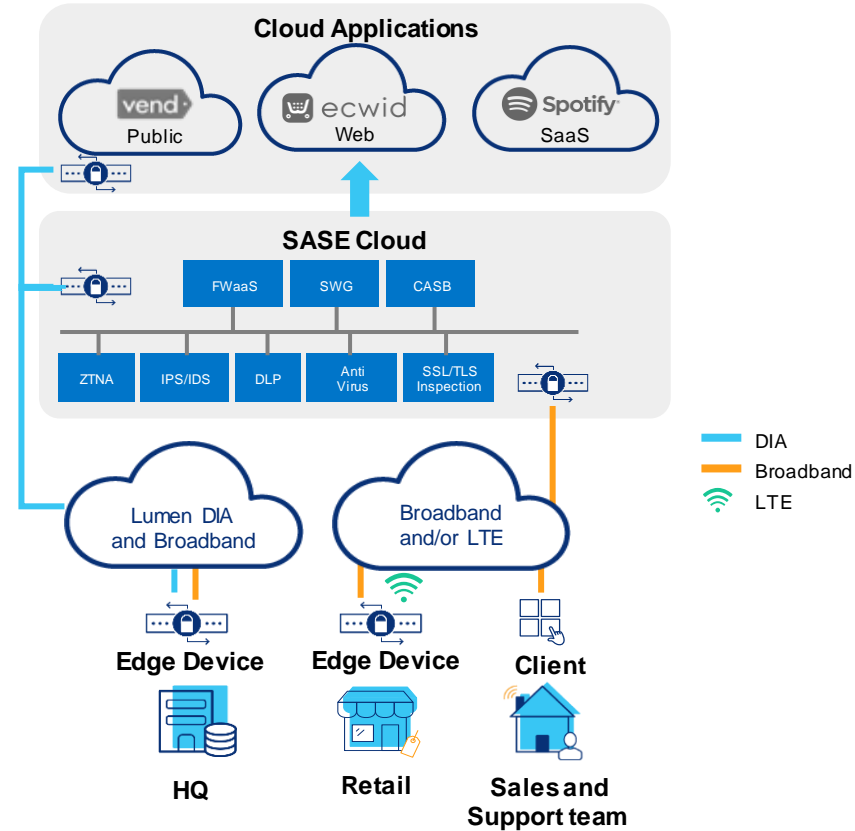 Cloud Applications
vend
Public
ecwid
Web
Spotify
SaaS
SASE Cloud
FWaaS
SWG
CASB
ZTNA
IPS/IDS
DLP
Anti
Virus
SSL/TLS
Inspection
DIA
Broadband
LTE
Lumen DIA
and Broadband
Broadband
and/or LTE
Edge Device
Edge Device
Client
HQ
Retail
Sales and
Support team